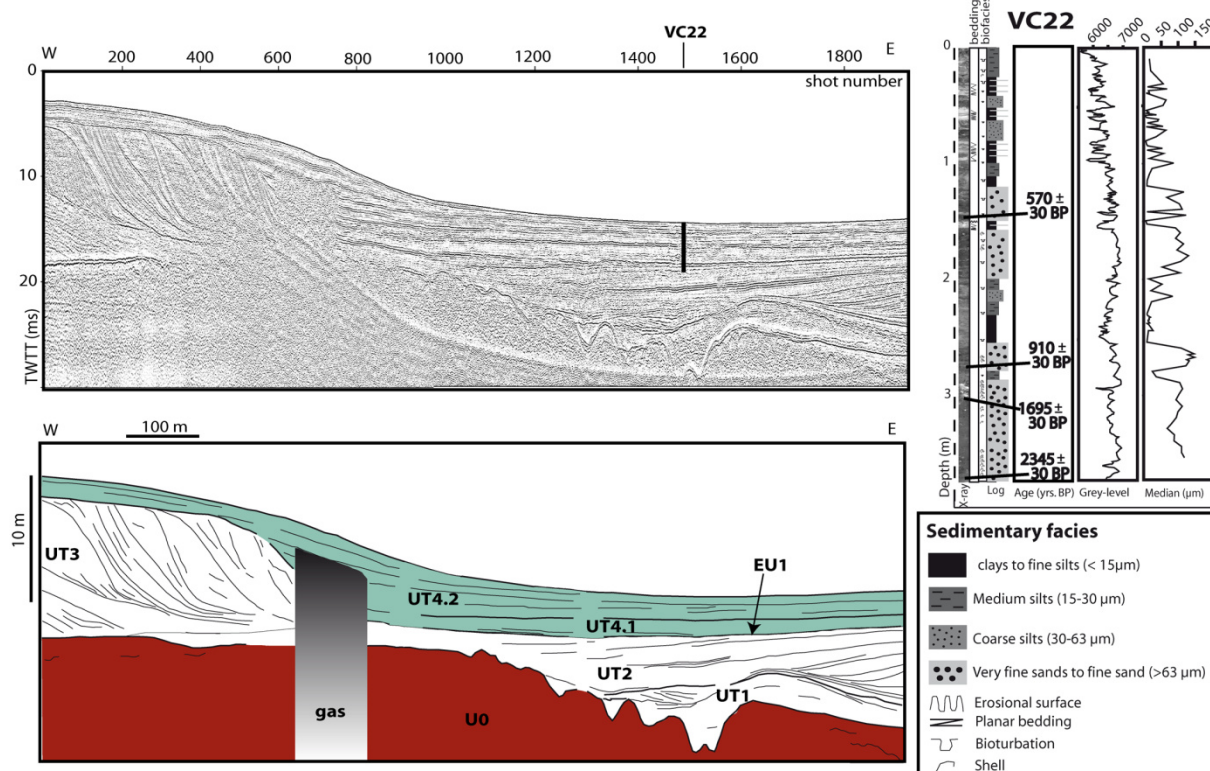 VC22
W
200
400
600
800
1000
1200
1400
1600
1800
E
shot number
0
10
20
TWTT (ms)
W
100 m
E
10 m
UT3
UT4.2
UT4.1
EU1
UT2
UT1
gas
U0
bedding
biofacies
VC22
6000
7000
0
50
100
150
0
1
2
3
Depth (m)
570 ±
30 BP
910 ±
30 BP
1695 ±
30 BP
2345 ±
30 BP
X-ray
Log
Age (yrs. BP)
Grey-level
Median (µm)
Sedimentary facies
clays to fine silts (< 15µm)
Medium silts (15-30 µm)
Coarse silts (30-63 µm)
Very fine sands to fine sand (>63 µm)
Erosional surface
Planar bedding
Bioturbation
Shell